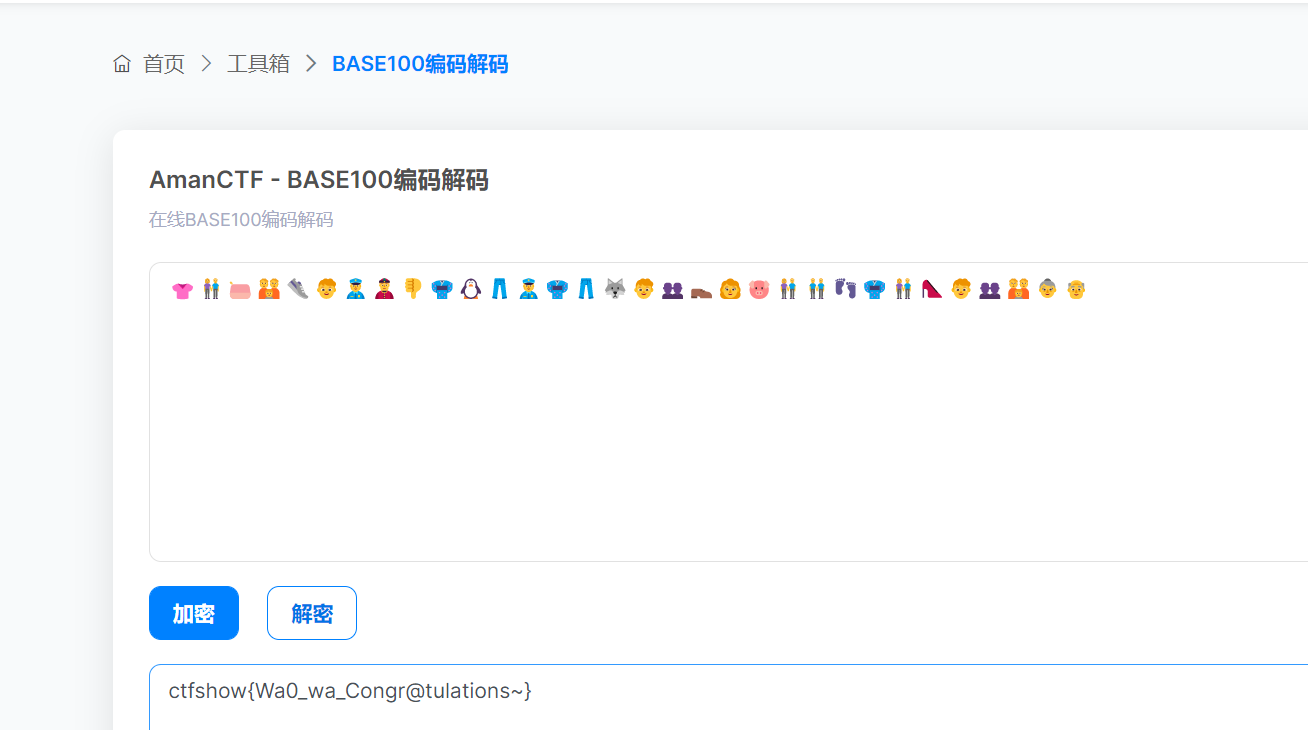 首页 > 工具箱 > BASE100编码解码
AmanCTF - BASE100编码解码
在线BASE100编码解码
👚👫👝👪👟👦👮👲👎👘🐧👖👮👘👖🐺👦👥👞👩🐷👫👬👣👘👫👠👦👥👪👵👴
加密 解密
ctfshow{Wa0_wa_Congr@tulations~}